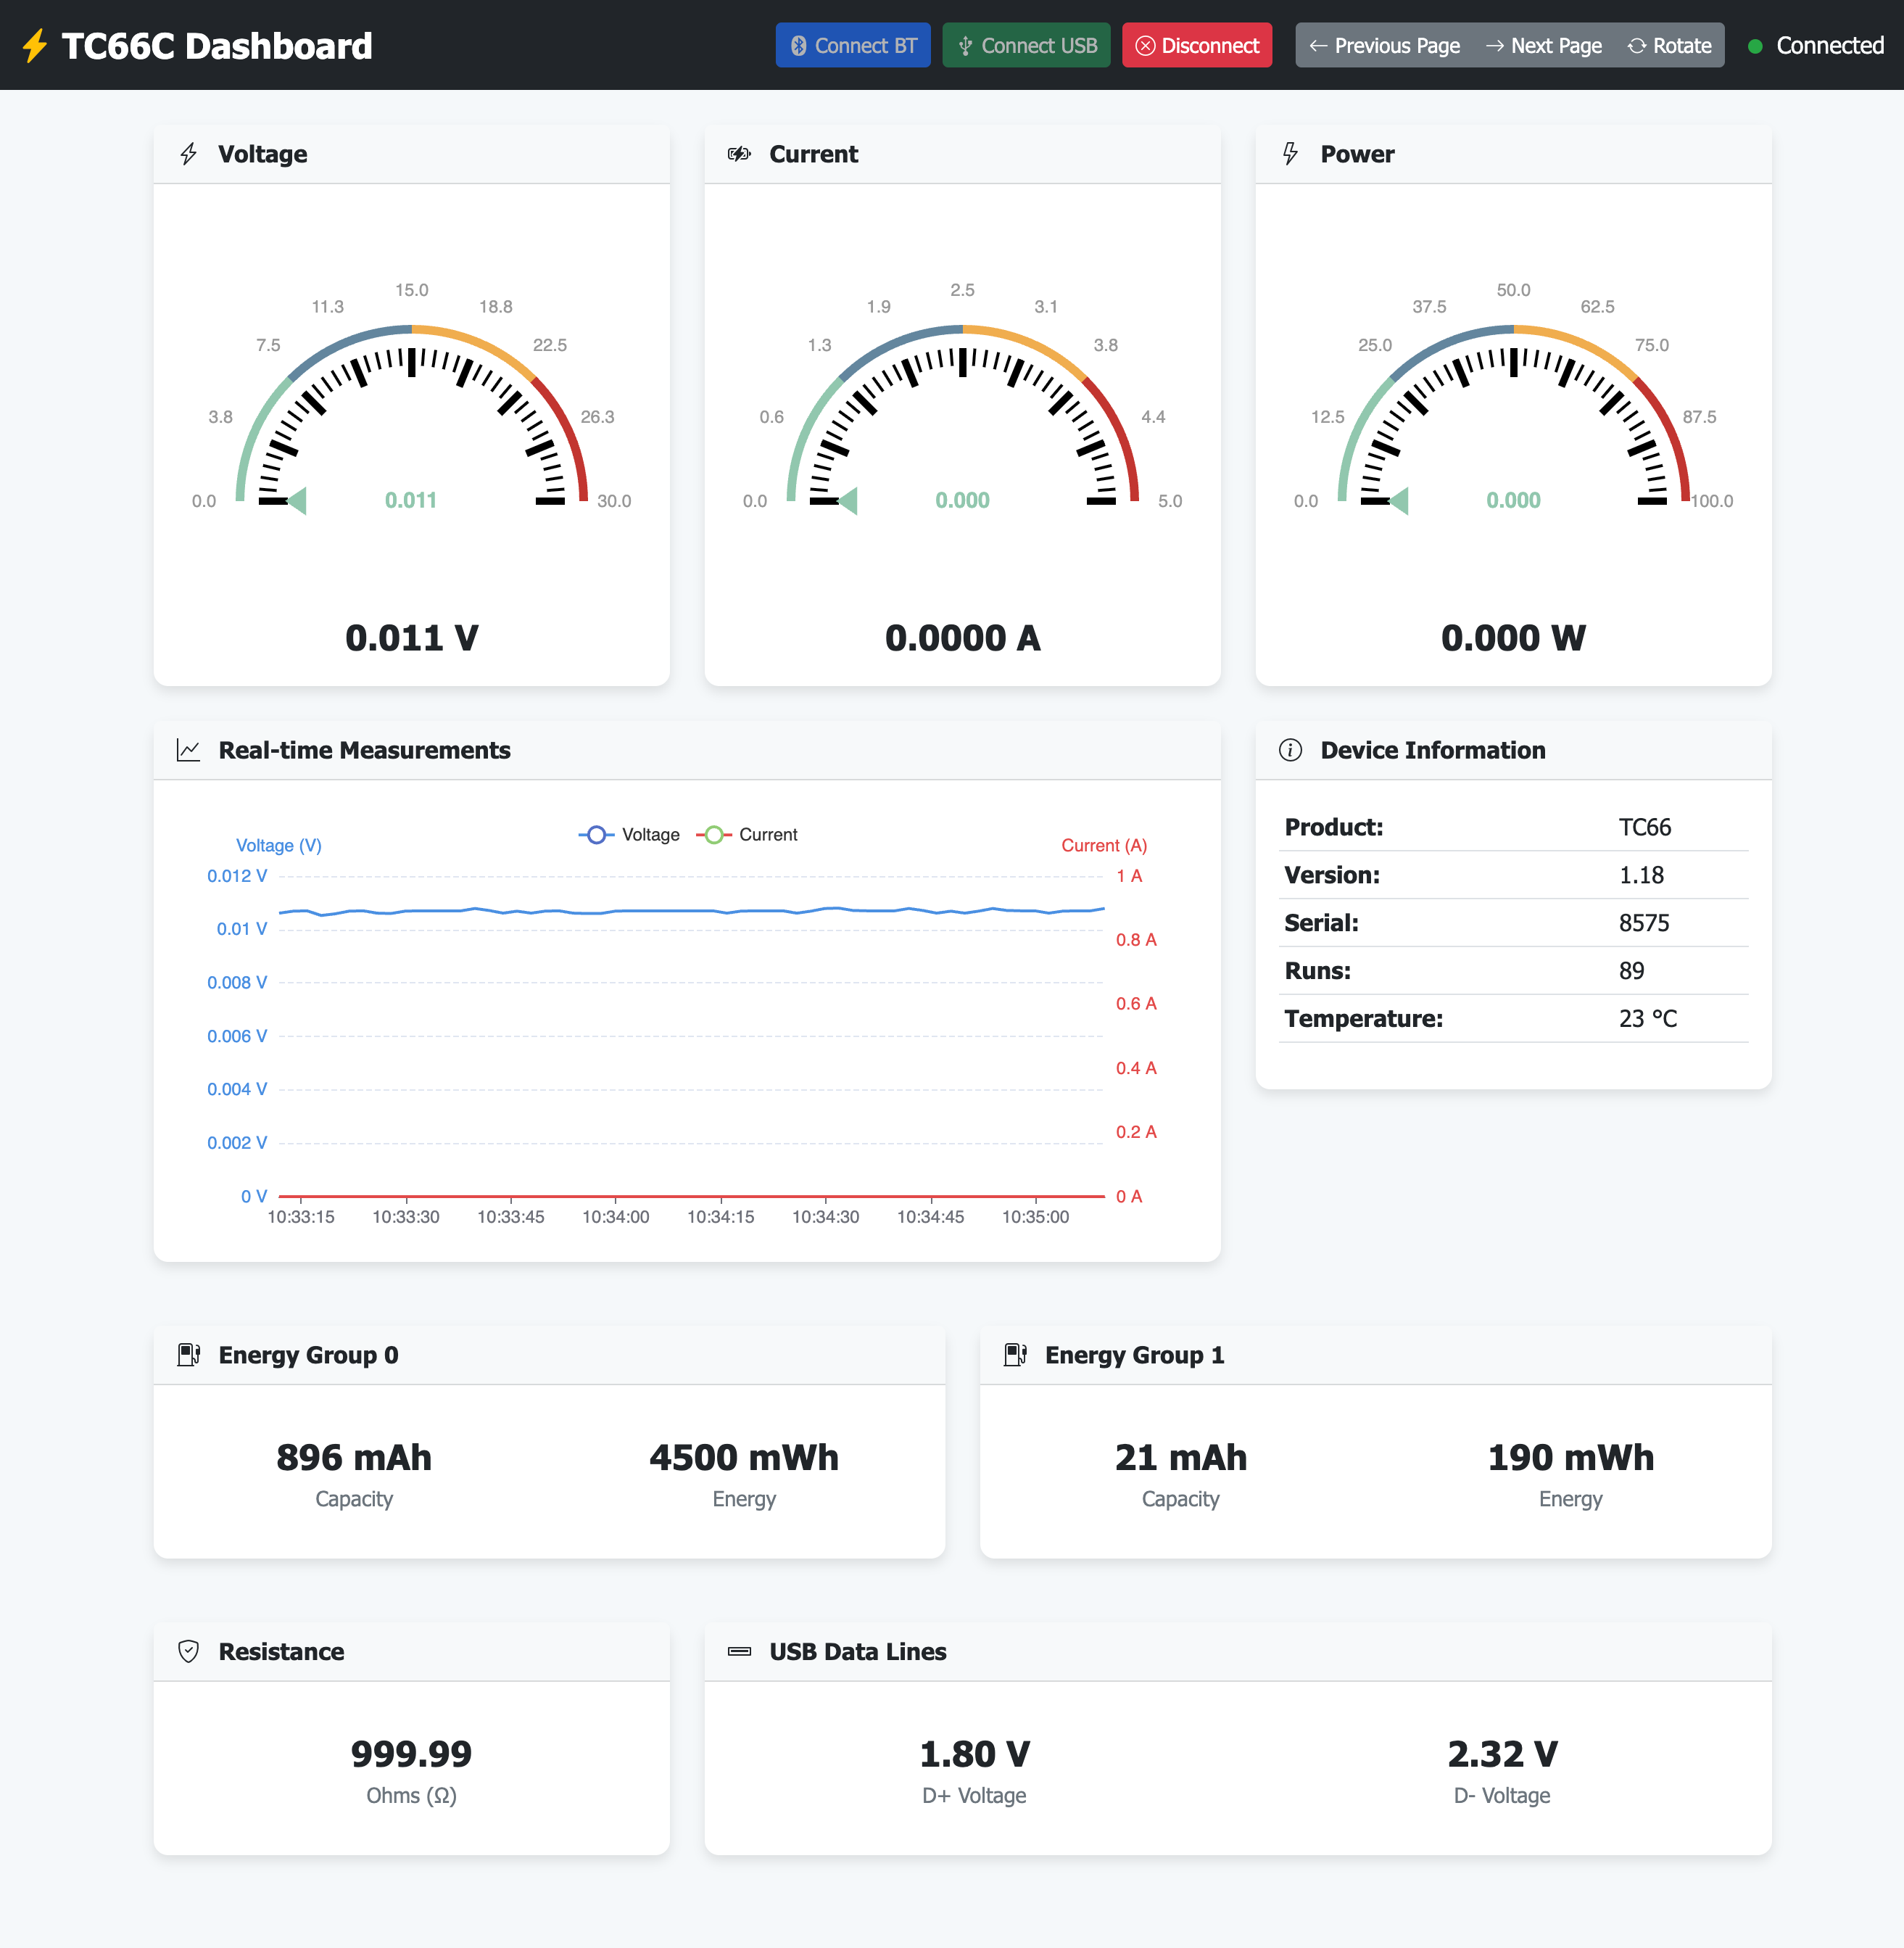 TC66C Dashboard
Connect BT
Connect USB
Disconnect
Previous Page
Next Page
Rotate
Connected
Voltage
0.0
3.8
7.5
11.3
15.0
18.8
22.5
26.3
30.0
0.011
0.011 V
Current
0.0
0.6
1.3
1.9
2.5
3.1
3.8
4.4
5.0
0.000
0.0000 A
Power
0.0
12.5
25.0
37.5
50.0
62.5
75.0
87.5
100.0
0.000
0.000 W
Real-time Measurements
Voltage
Current
Voltage (V)
Current (A)
0.012 V
0.01 V
0.008 V
0.006 V
0.004 V
0.002 V
0 V
1 A
0.8 A
0.6 A
0.4 A
0.2 A
0 A
10:33:15
10:33:30
10:33:45
10:34:00
10:34:15
10:34:30
10:34:45
10:35:00
Device Information
Product: TC66
Version: 1.18
Serial: 8575
Runs: 89
Temperature: 23 °C
Energy Group 0
896 mAh
Capacity
4500 mWh
Energy
Energy Group 1
21 mAh
Capacity
190 mWh
Energy
Resistance
999.99
Ohms (Ω)
USB Data Lines
1.80 V
D+ Voltage
2.32 V
D- Voltage